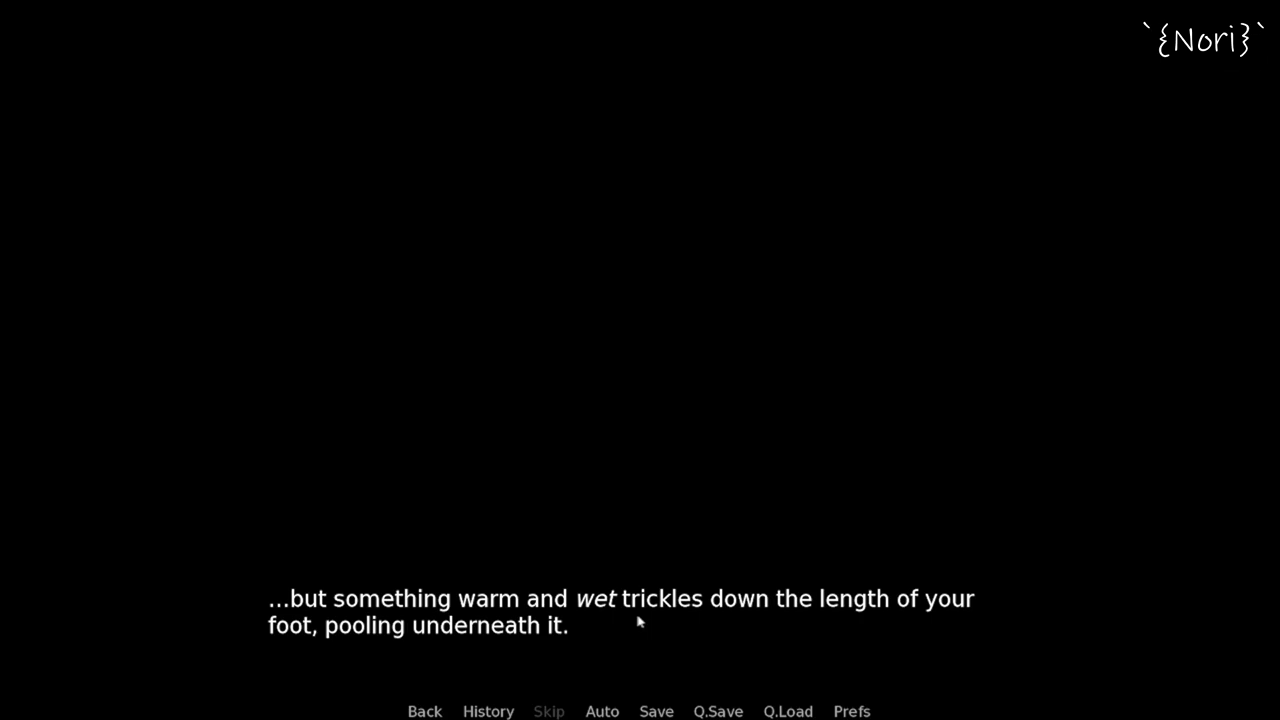 `{Nori}`
...but something warm and wet trickles down the length of your
foot, pooling underneath it.
Back History Skip Auto Save Q.Save Q.Load Prefs